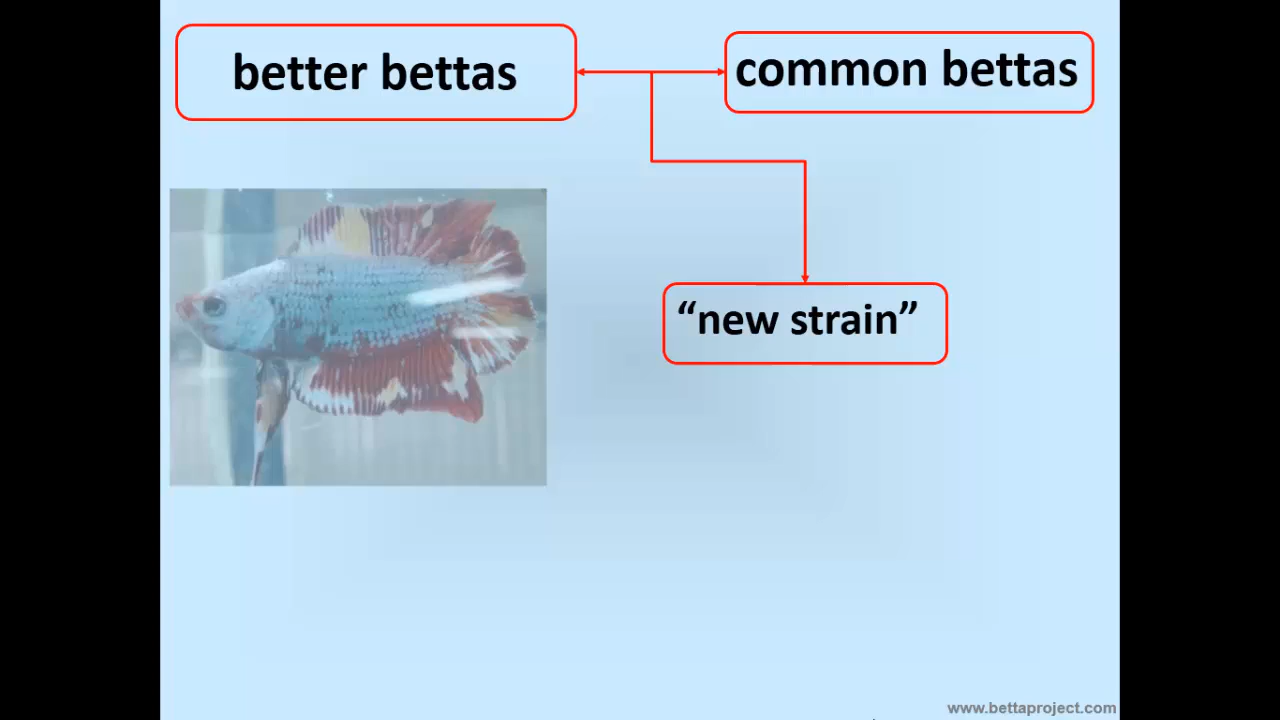 better bettas
common bettas
“new strain”
www.bettaproject.com